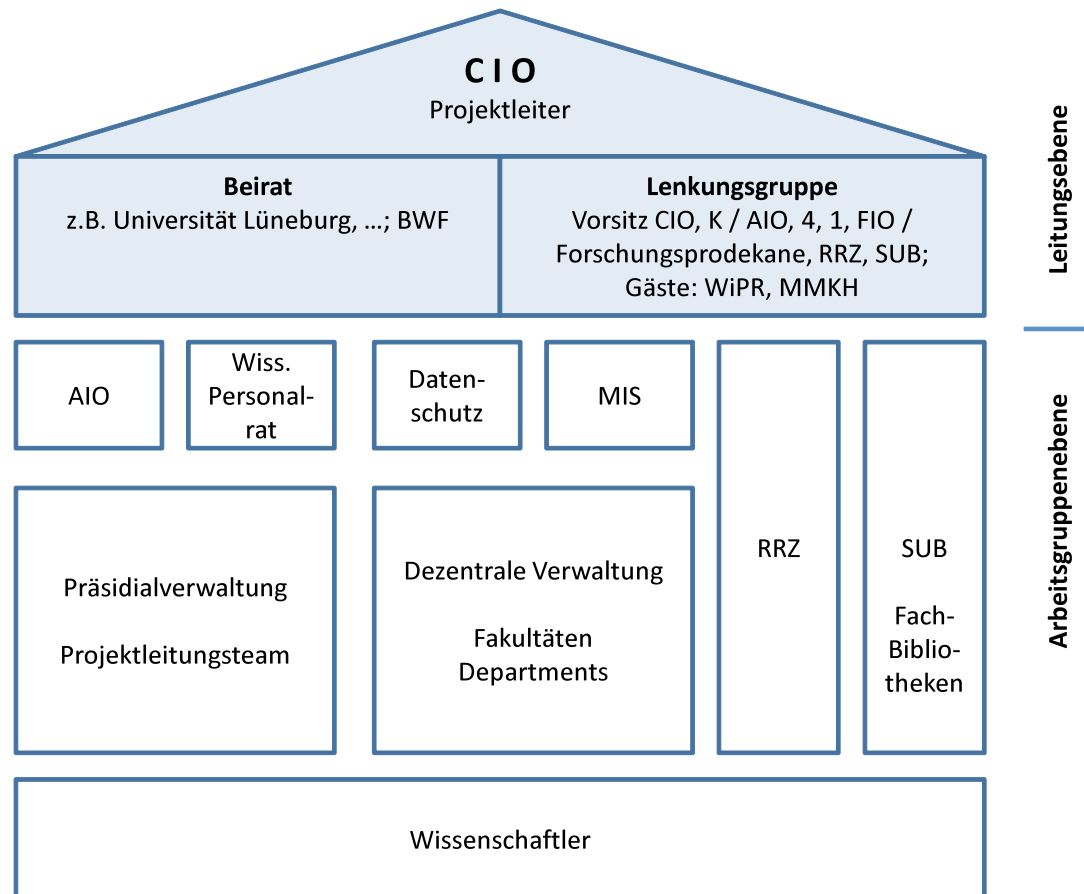 C I O
Projektleiter
Beirat
z.B. Universität Lüneburg, ...; BWF
Lenkungsgruppe
Vorsitz CIO, K / AIO, 4, 1, FIO /
Forschungsprodekane, RRZ, SUB;
Gäste: WiPR, MMKH
Leitungsebene
AIO
Wiss.
Personal-
rat
Daten-
schutz
MIS
RRZ
SUB
Fach-
Biblio-
theken
Präsidialverwaltung
Projektleitungsteam
Dezentrale Verwaltung
Fakultäten
Departments
Arbeitsgruppenebene
Wissenschaftler